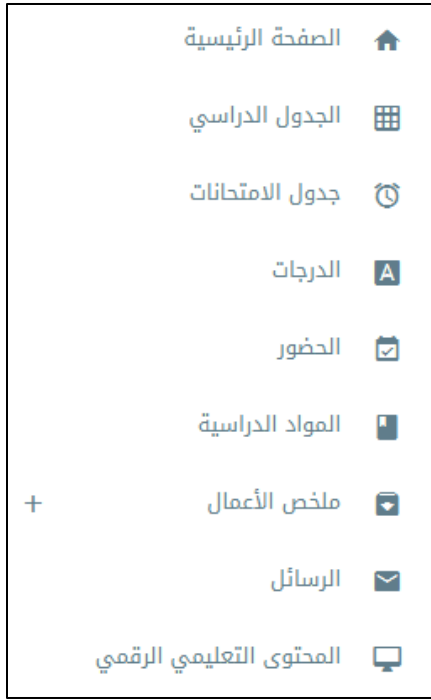 الصفحة الرئيسية
الجدول الدراسي
جدول الامتحانات
الدرجات
الحضور
المواد الدراسية
ملخص الأعمال +
الرسائل
المحتوى التعليمي الرقمي